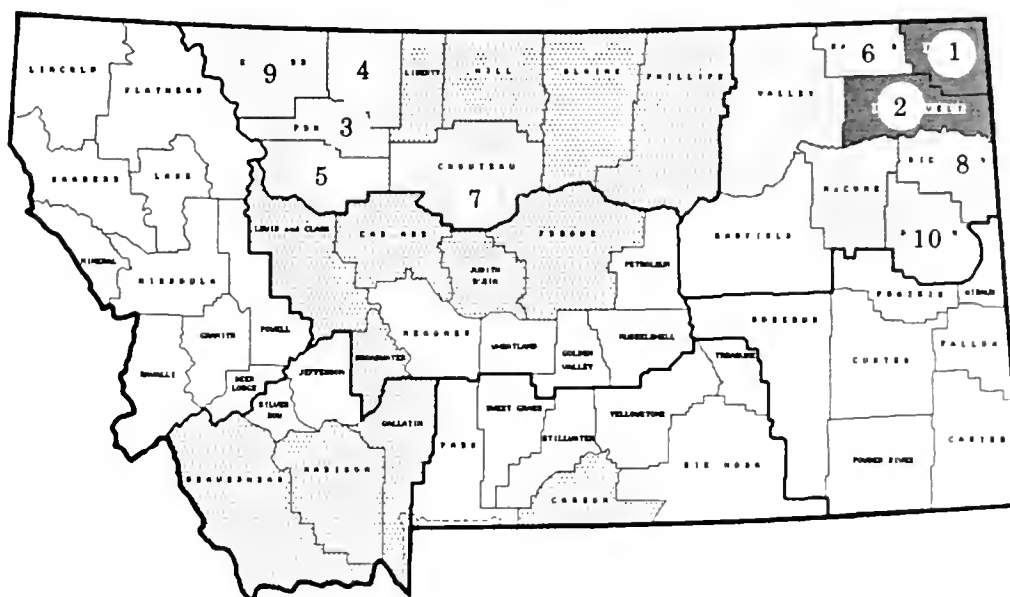 LINCOLN
FLATHEAD
9
4
LIBERTY
HILL
BLAINE
PHILLIPS
VALLEY
6
1
2
3
SANDERS
LAKE
5
CHOUTEAU
7
MCCONE
8
LEWIS and CLARK
CASCADE
FERGUS
GARFIELD
10
MINERAL
MISSOULA
JUDITH
BASIN
PETROLEUM
PRAIRIE
WIBAUX
POWELL
GRANITE
MEAGHER
WHEATLAND
GOLDEN
VALLEY
MUSSELSHELL
ROSEBUD
TREASURE
CUSTER
FALLON
RAVALLI
DEER
LODGE
JEFFERSON
BROADWATER
SILVER
BOW
GALLATIN
PARK
SWEET GRASS
STILLWATER
YELLOWSTONE
BIG HORN
POWDER RIVER
CARTER
BEAVERHEAD
MADISON
CARBON